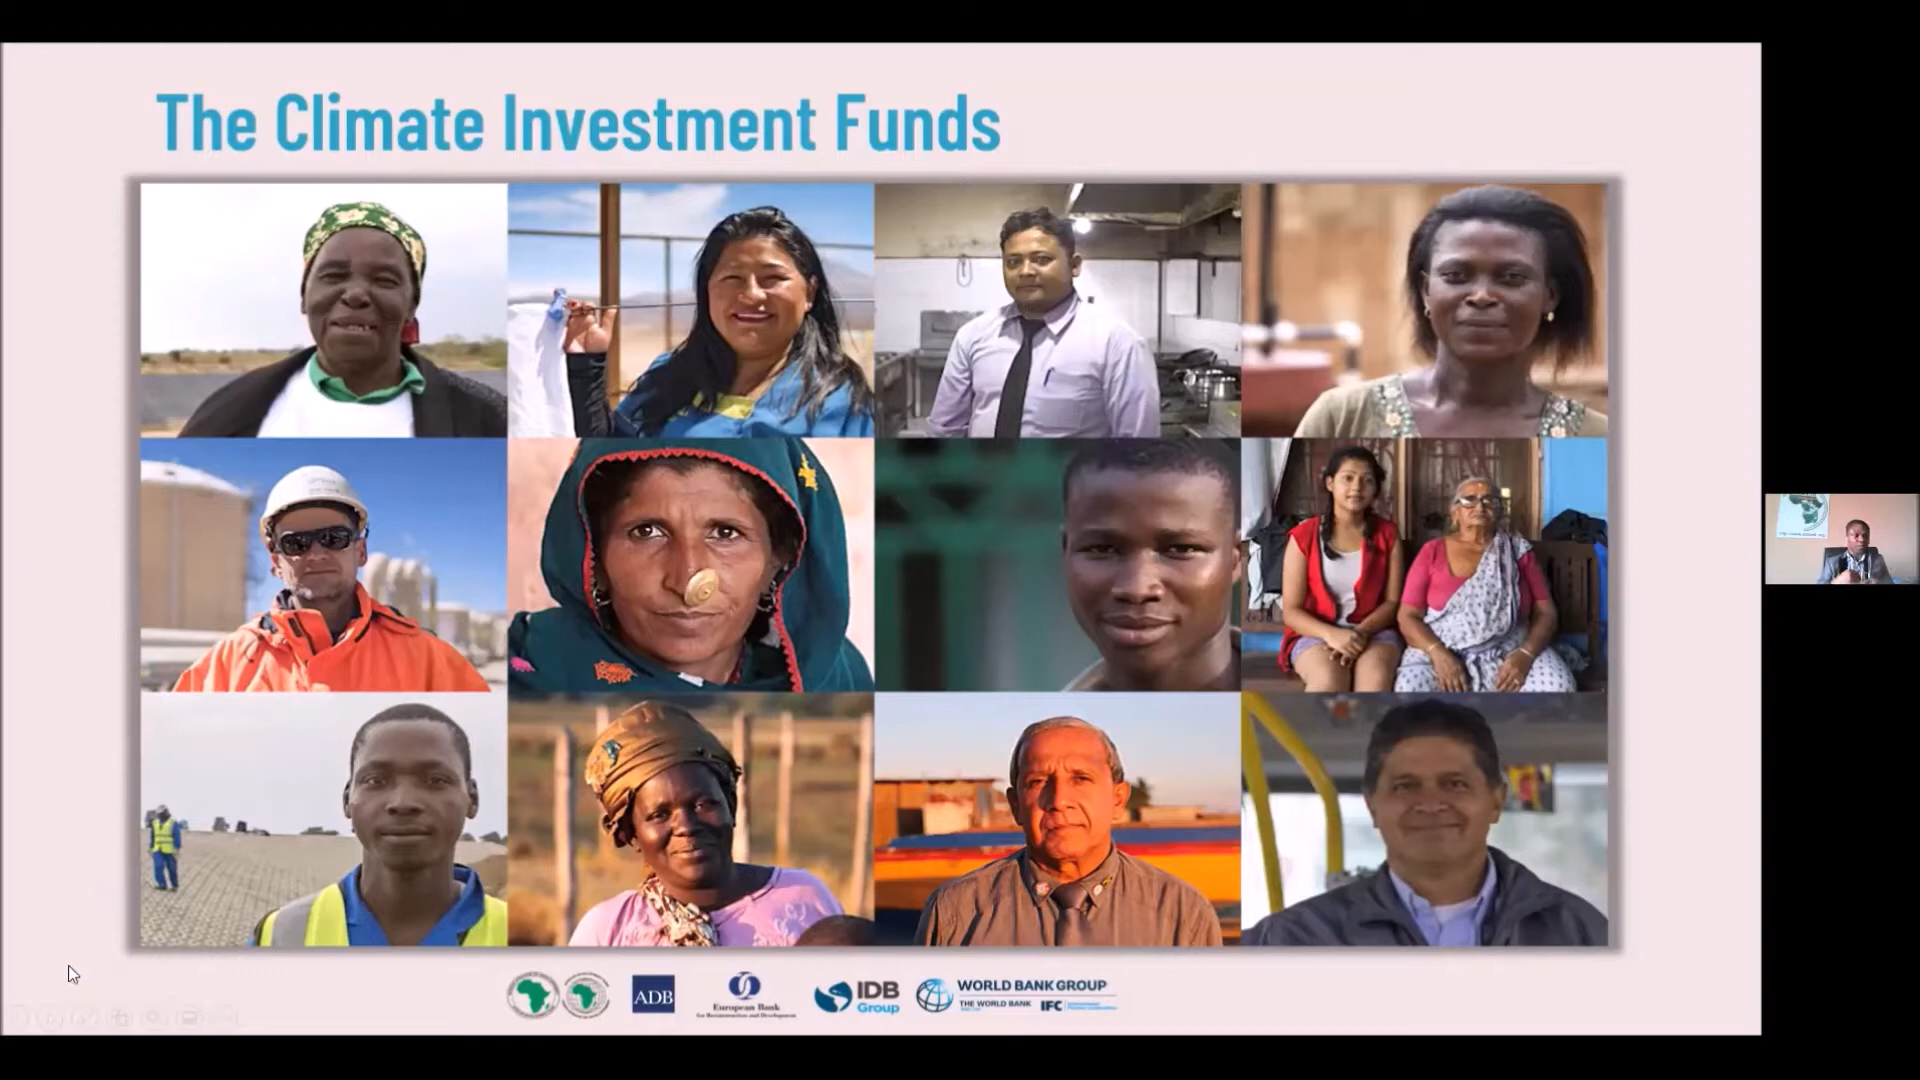 The Climate Investment Funds
ADB
European Bank
for Reconstruction and Development
IDB
Group
WORLD BANK GROUP
THE WORLD BANK
IFC